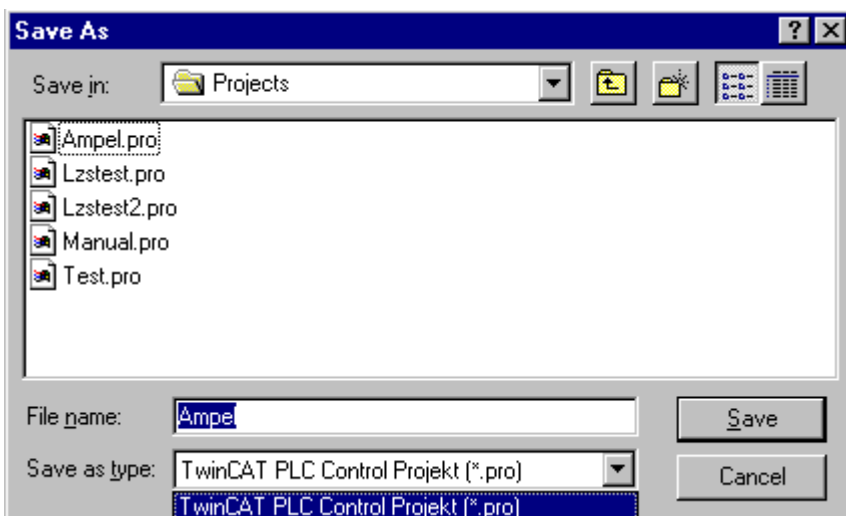 Save As
Save in: Projects
Ampel.pro
Lzstest.pro
Lzstest2.pro
Manual.pro
Test.pro
File name: Ampel Save
Save as type: TwinCAT PLC Control Projekt (*.pro) Cancel
TwinCAT PLC Control Projekt (*.pro)